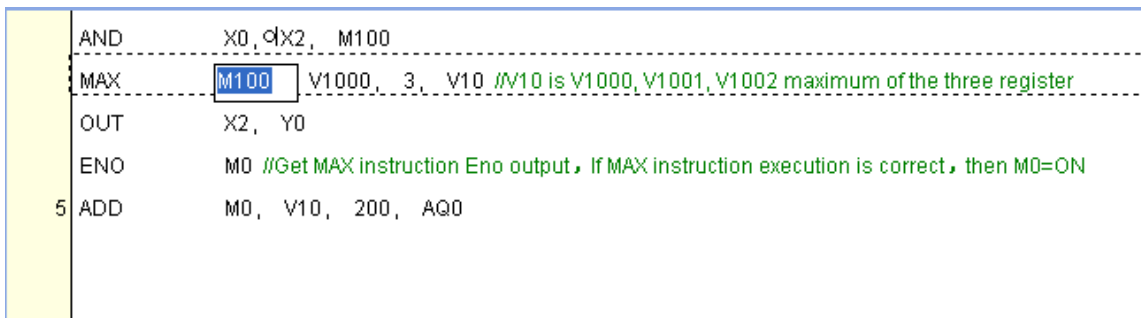 AND X0, X2, M100
MAX M100 V1000, 3, V10 //V10 is V1000, V1001, V1002 maximum of the three register
OUT X2, Y0
ENO M0 //Get MAX instruction Eno output, If MAX instruction execution is correct, then M0=ON
5 ADD M0, V10, 200, AQ0